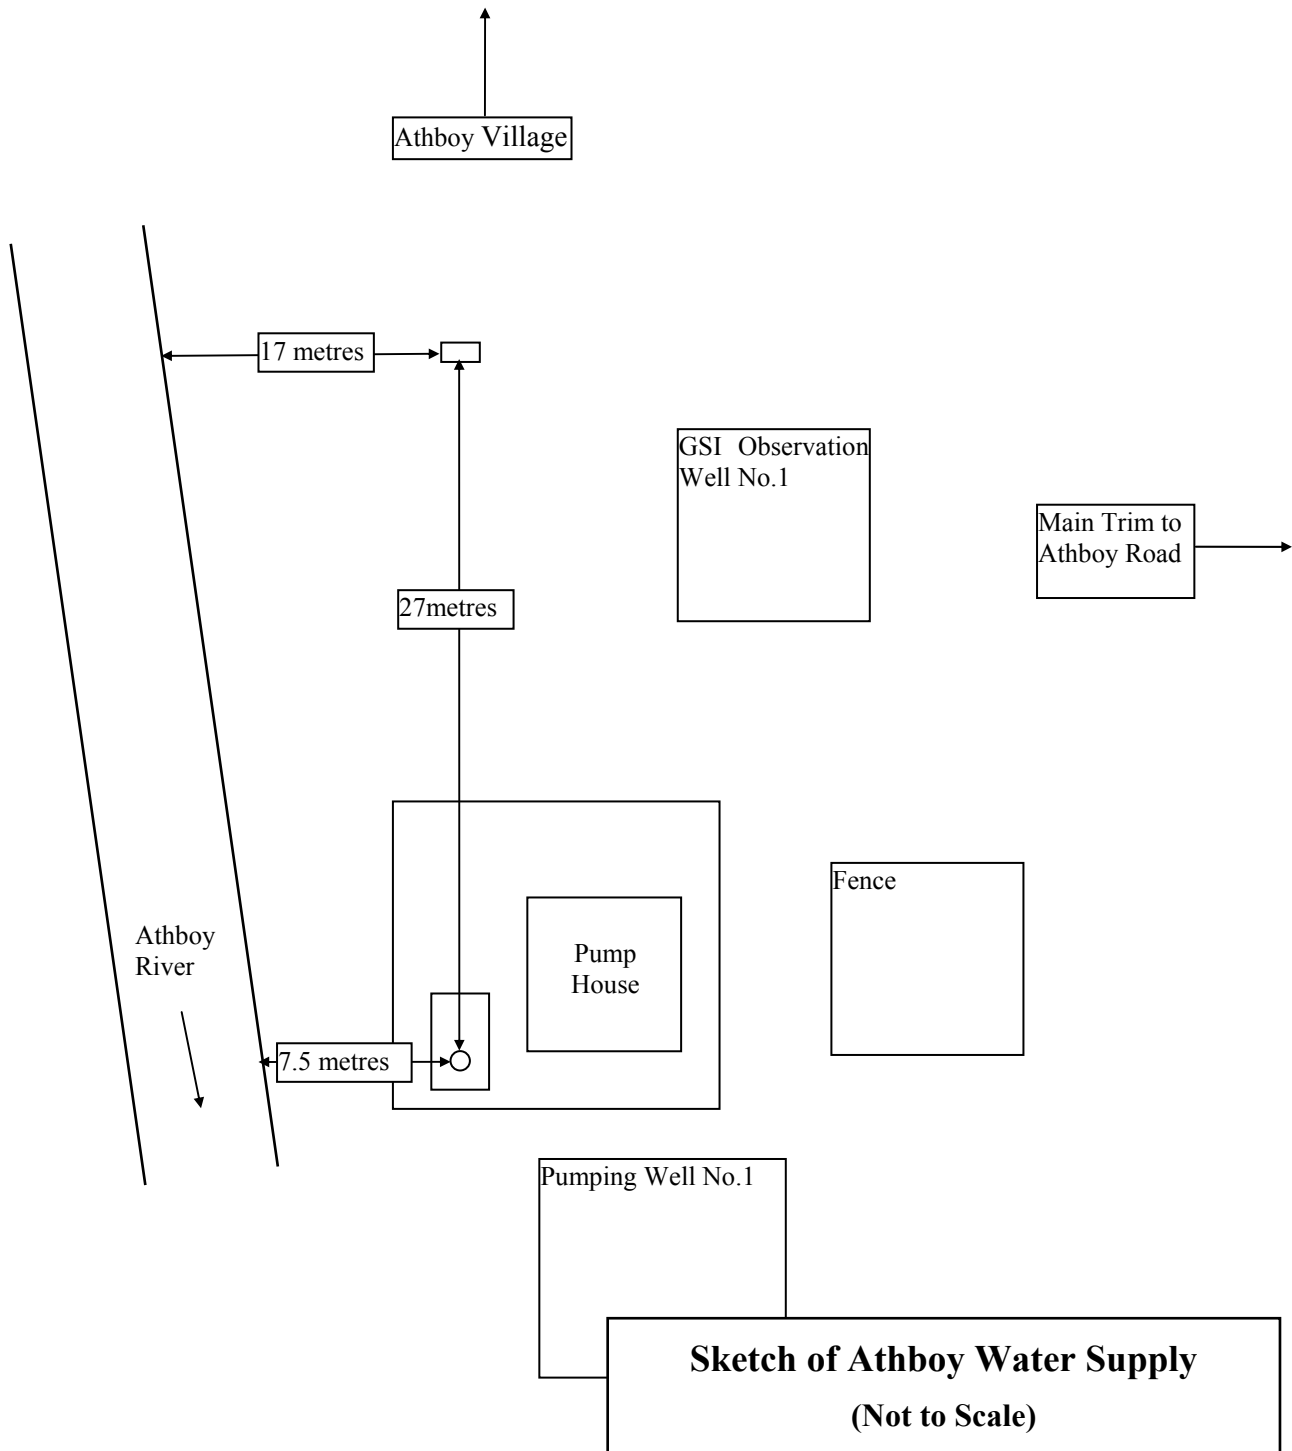 Athboy Village
17 metres
GSI Observation
Well No.1
Main Trim to
Athboy Road
27metres
Fence
Athboy
River
Pump
House
7.5 metres
Pumping Well No.1
Sketch of Athboy Water Supply
(Not to Scale)